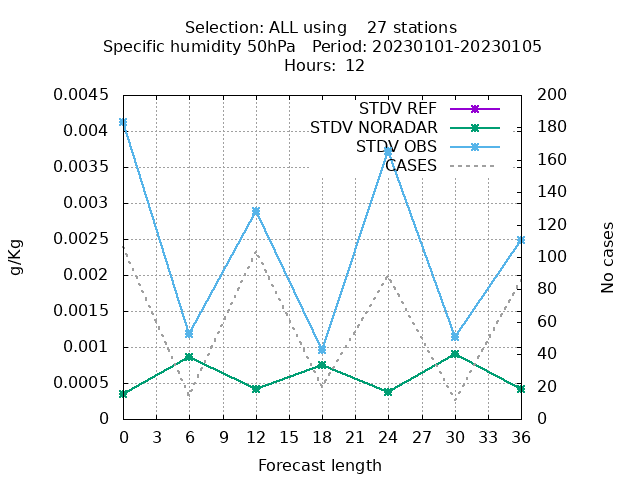 Selection: ALL using    27 stations
Specific humidity 50hPa   Period: 20230101-20230105
Hours: 12
STDV REF
STDV NORADAR
STDV OBS
CASES
g/Kg
0.0045
0.004
0.0035
0.003
0.0025
0.002
0.0015
0.001
0.0005
0
200
180
160
140
120
100
80
60
40
20
0
No cases
0 3 6 9 12 15 18 21 24 27 30 33 36
Forecast length